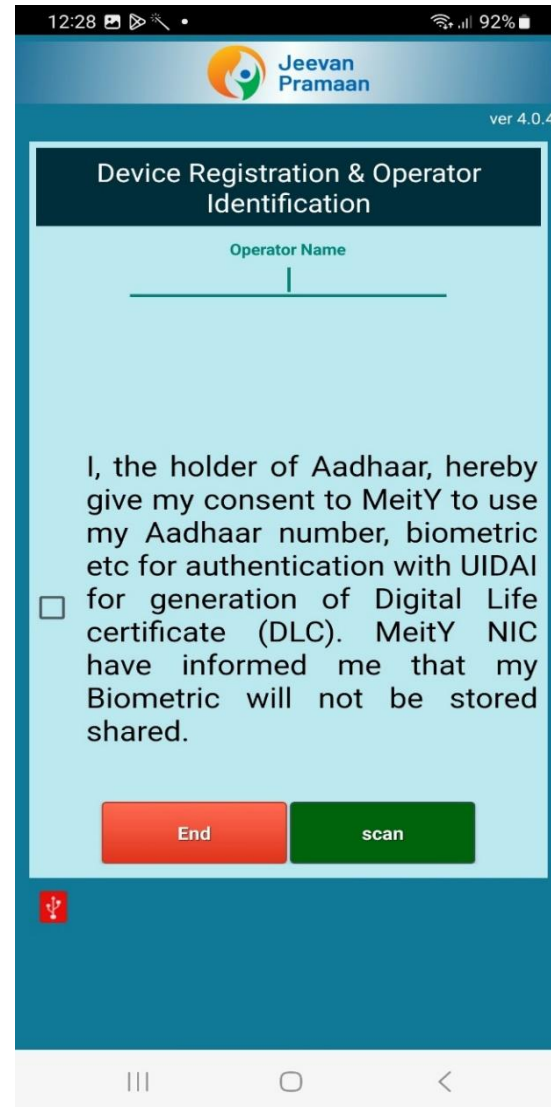 12:28
92%
Jeevan
Pramaan
ver 4.0.4
Device Registration & Operator
Identification
Operator Name
I, the holder of Aadhaar, hereby
give my consent to MeitY to use
my Aadhaar number, biometric
etc for authentication with UIDAI
for generation of Digital Life
certificate (DLC). MeitY NIC
have informed me that my
Biometric will not be stored
shared.
End
scan